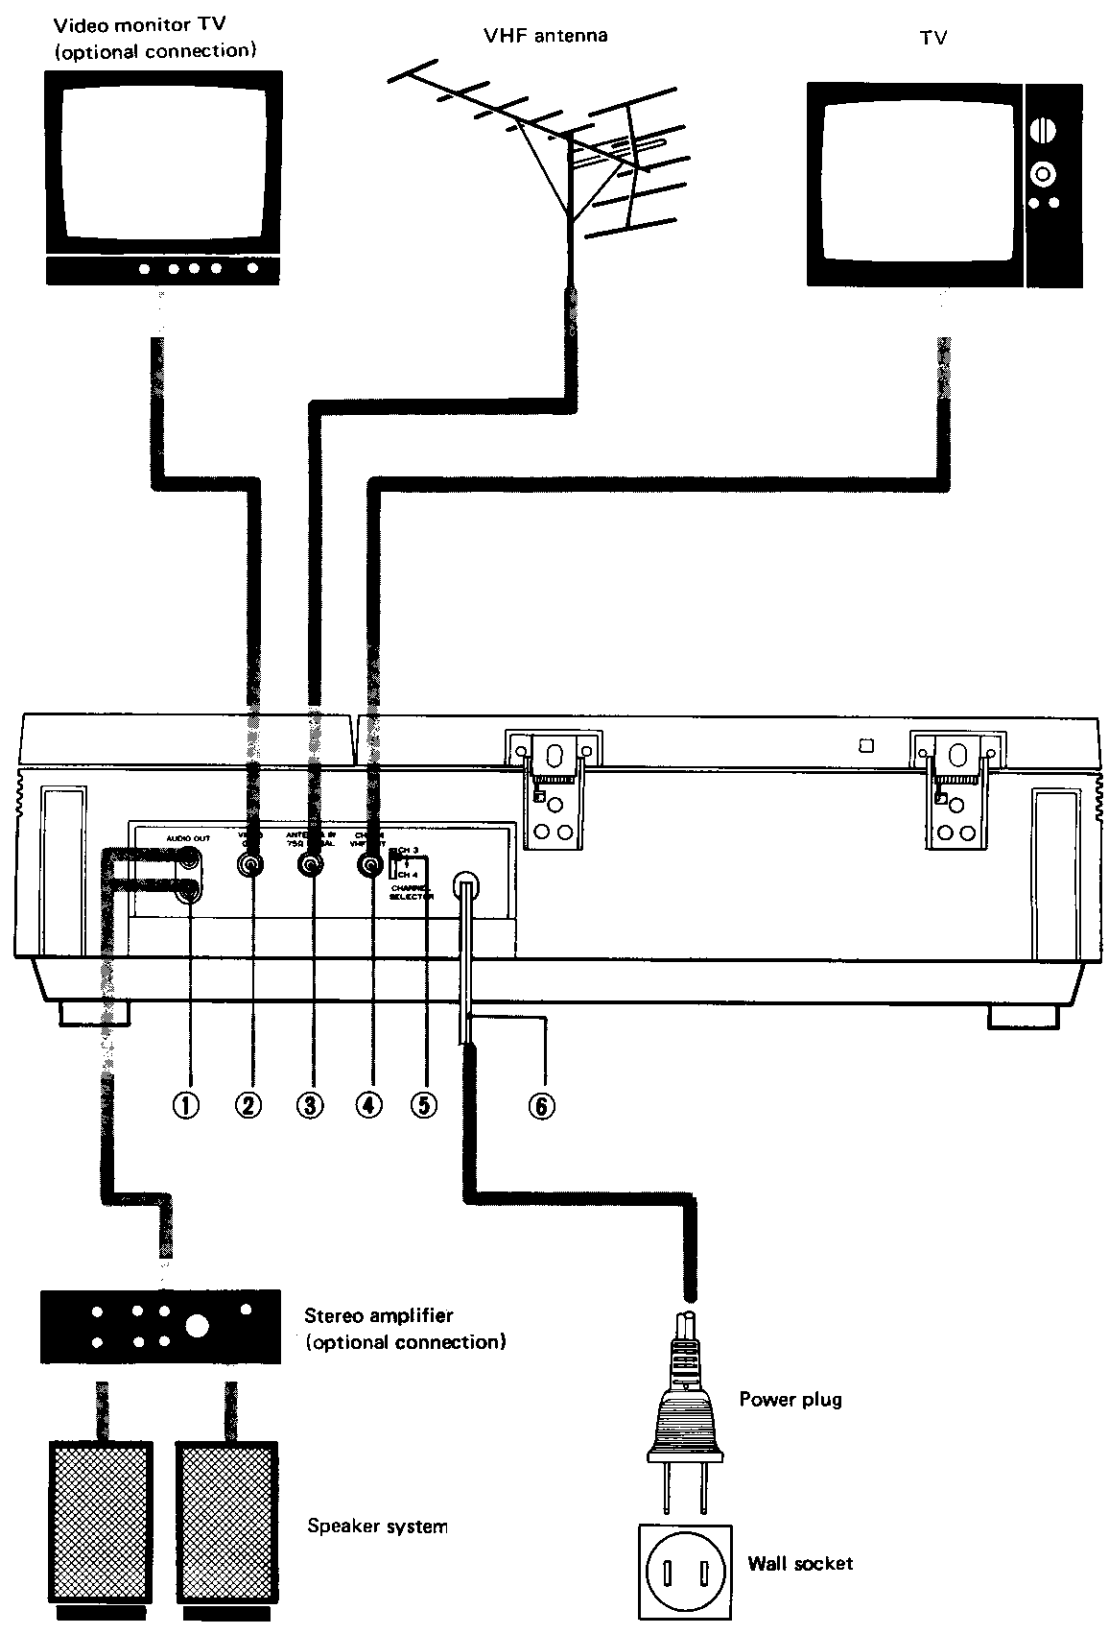 Video monitor TV
(optional connection)
VHF antenna
TV
AUDIO OUT
ANTENNA IN
75Ω
CH 3
CH 4
CHANNEL
SELECTOR
① ② ③ ④ ⑤ ⑥
Stereo amplifier
(optional connection)
Power plug
Speaker system
Wall socket